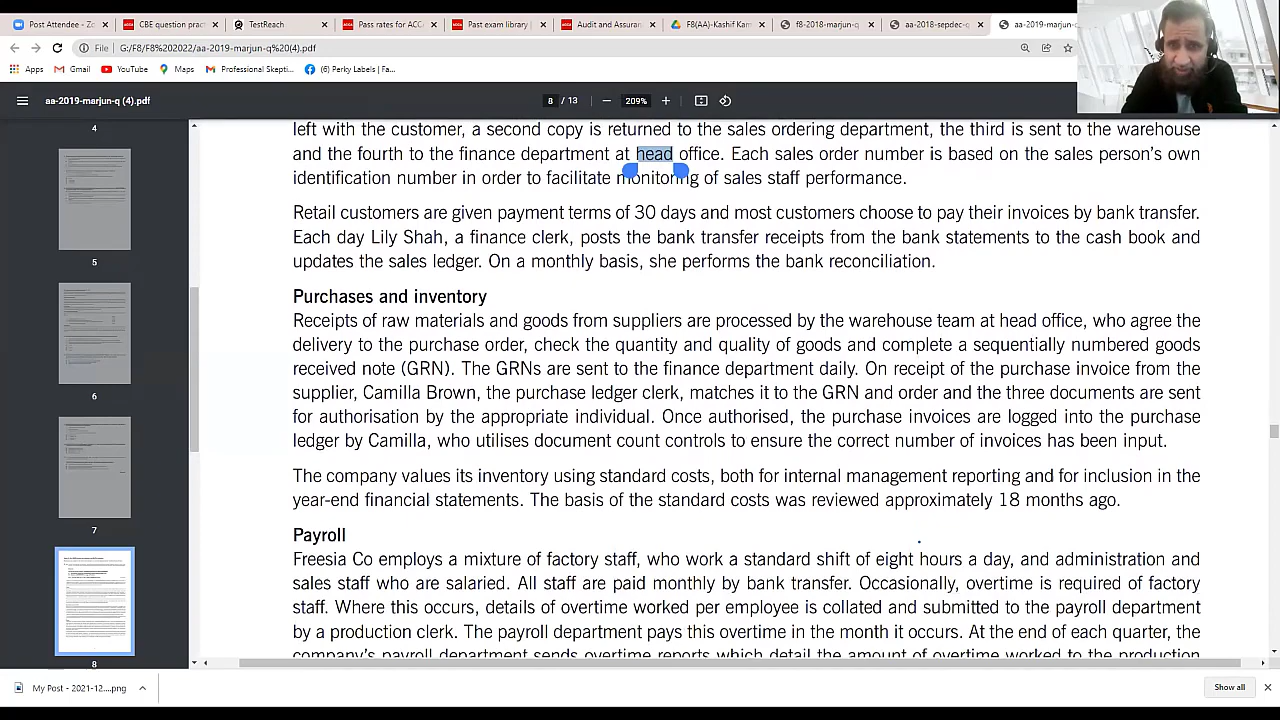 Post Attendee - Zo
CBE question pract
TestReach
Pass rates for ACCA
Past exam library
Audit and Assuran
F8(AA)-Kashif Kam
f8-2018-marjun-q
aa-2018-sepdec-q
aa-2019-marjun-q
File G:/F8/F8%202022/aa-2019-marjun-q%20(4).pdf
Apps Gmail YouTube Maps Professional Skepti... (6) Perky Labels | Fa...
aa-2019-marjun-q (4).pdf
8 / 13
209%
4
5
6
7
8
left with the customer, a second copy is returned to the sales ordering department, the third is sent to the warehouse
and the fourth to the finance department at head office. Each sales order number is based on the sales person's own
identification number in order to facilitate monitoring of sales staff performance.
Retail customers are given payment terms of 30 days and most customers choose to pay their invoices by bank transfer.
Each day Lily Shah, a finance clerk, posts the bank transfer receipts from the bank statements to the cash book and
updates the sales ledger. On a monthly basis, she performs the bank reconciliation.
Purchases and inventory
Receipts of raw materials and goods from suppliers are processed by the warehouse team at head office, who agree the
delivery to the purchase order, check the quantity and quality of goods and complete a sequentially numbered goods
received note (GRN). The GRNs are sent to the finance department daily. On receipt of the purchase invoice from the
supplier, Camilla Brown, the purchase ledger clerk, matches it to the GRN and order and the three documents are sent
for authorisation by the appropriate individual. Once authorised, the purchase invoices are logged into the purchase
ledger by Camilla, who utilises document count controls to ensure the correct number of invoices has been input.
The company values its inventory using standard costs, both for internal management reporting and for inclusion in the
year-end financial statements. The basis of the standard costs was reviewed approximately 18 months ago.
Payroll
Freesia Co employs a mixture of factory staff, who work a standard shift of eight hours a day, and administration and
sales staff who are salaried. All staff are paid monthly by bank transfer. Occasionally, overtime is required of factory
staff. Where this occurs, details of overtime worked per employee is collated and submitted to the payroll department
by a production clerk. The payroll department pays this overtime in the month it occurs. At the end of each quarter, the
company's payroll department sends overtime reports which detail the amount of overtime worked to the production
My Post - 2021-12....png
Show all